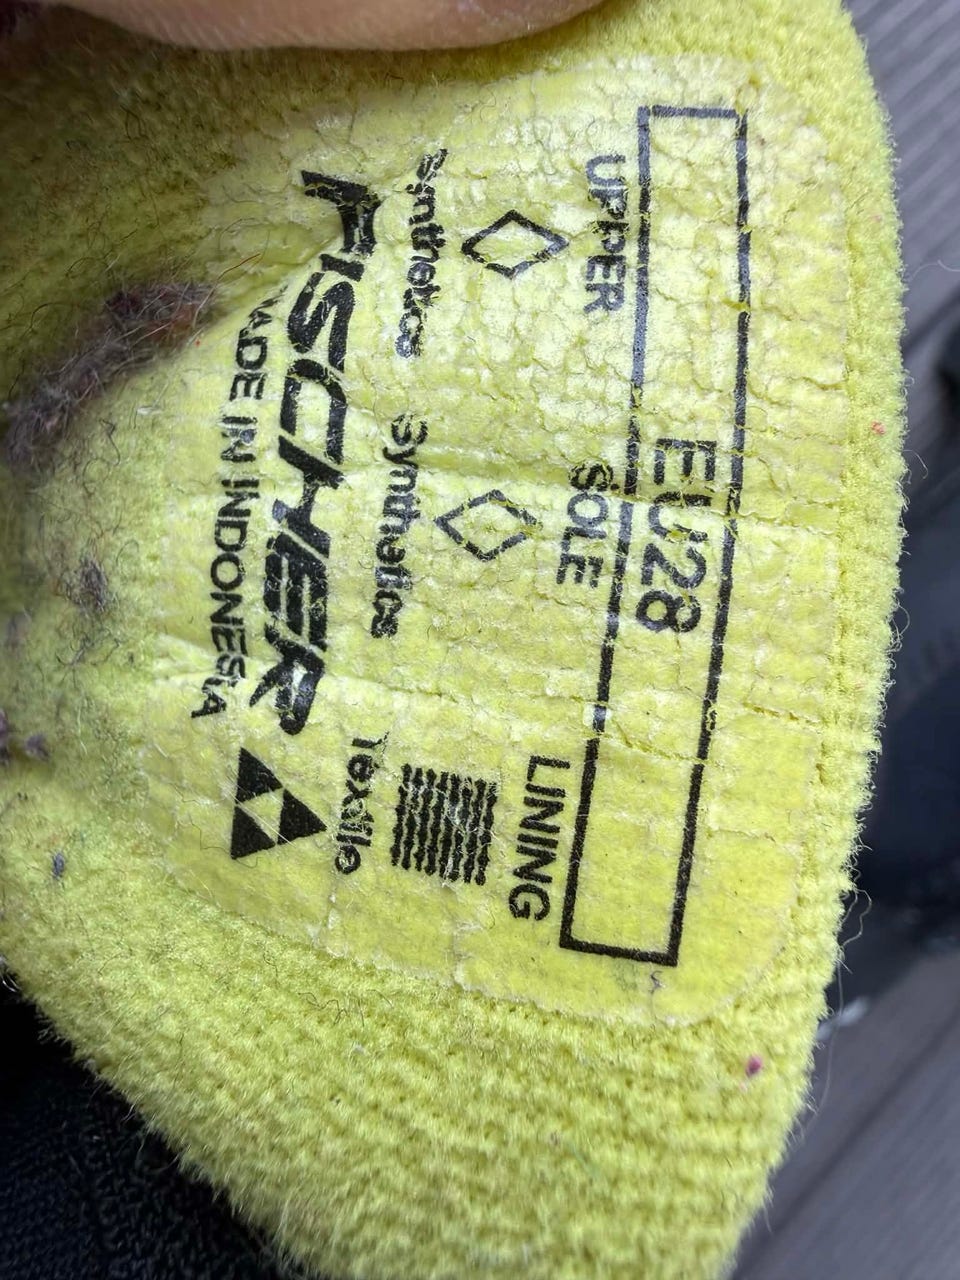 EU28
UPPER SOLE LINING
Synthetics Synthetics Textile
FISCHER
MADE IN INDONESIA